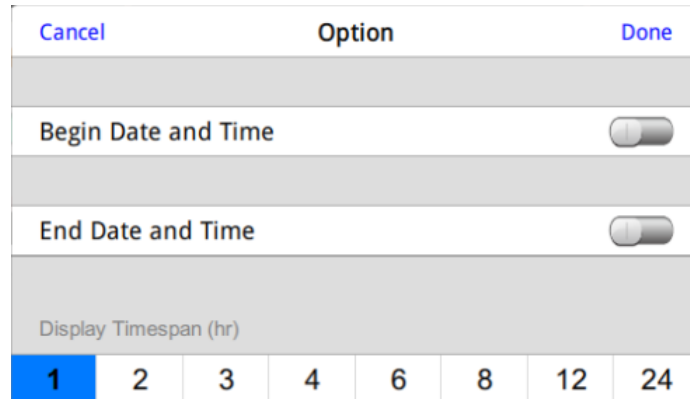 Cancel Option Done
Begin Date and Time
End Date and Time
Display Timespan (hr)
1 2 3 4 6 8 12 24